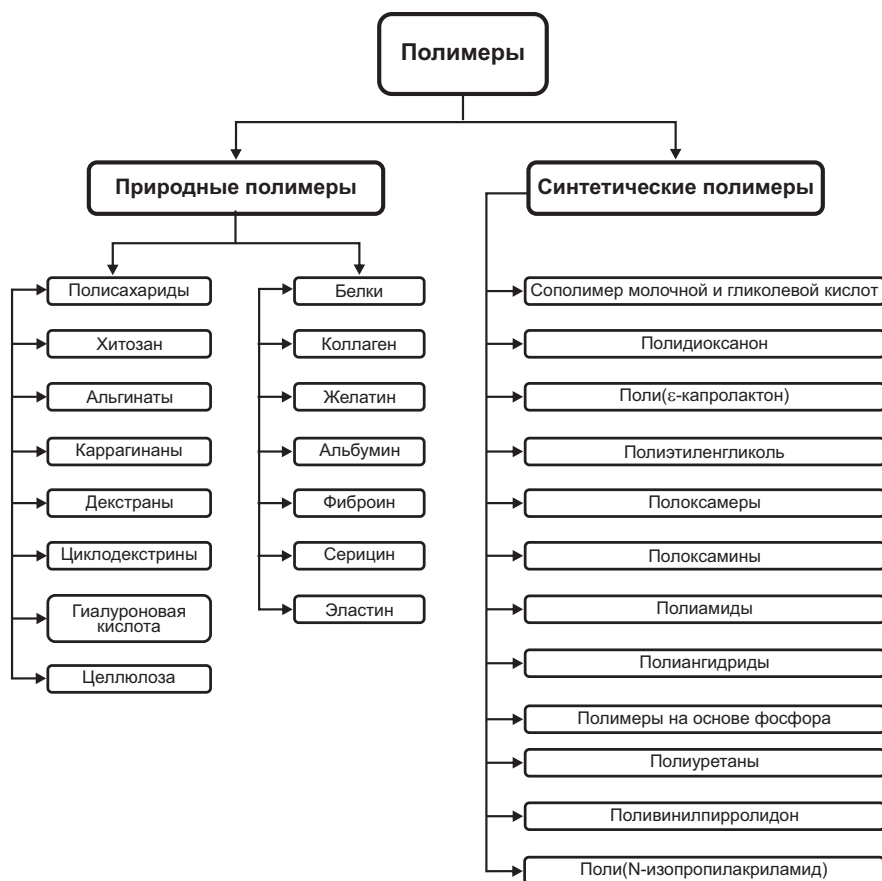 Полимеры
Природные полимеры
Синтетические полимеры
Полисахариды
Хитозан
Альгинаты
Каррагинаны
Декстраны
Циклодекстрины
Гиалуроновая
кислота
Целлюлоза
Белки
Коллаген
Желатин
Альбумин
Фиброин
Серицин
Эластин
Сополимер молочной и гликолевой кислот
Полидиоксанон
Поли(ε-капролактон)
Полиэтиленгликоль
Полоксамеры
Полоксамины
Полиамиды
Полиангидриды
Полимеры на основе фосфора
Полиуретаны
Поливинилпирролидон
Поли(N-изопропилакриламид)